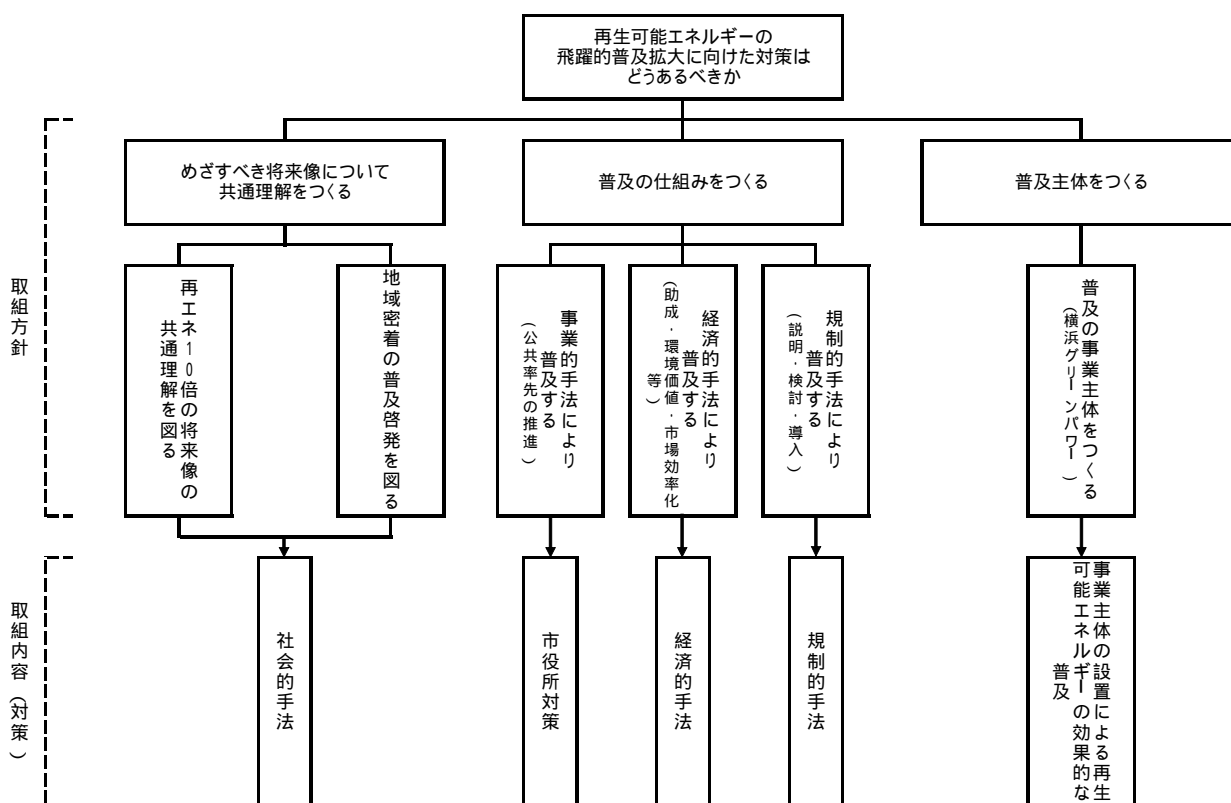 再生可能エネルギーの
飛躍的普及拡大に向けた対策は
どうあるべきか
取組方針
めざすべき将来像について
共通理解をつくる
普及の仕組みをつくる
普及主体をつくる
再エネ10倍の将来像の
共通理解を図る
地域密着の普及啓発を図る
事業的手法により
普及する
(公共率先の推進)
経済的手法により
普及する
(助成・環境価値・市場効率化
等)
規制的手法により
普及する
(説明・検討・導入)
普及の事業主体をつくる
(横浜グリーンパワー)
取組内容(対策)
社会的手法
市役所対策
経済的手法
規制的手法
事業主体の設置による再生
可能エネルギーの効果的な
普及